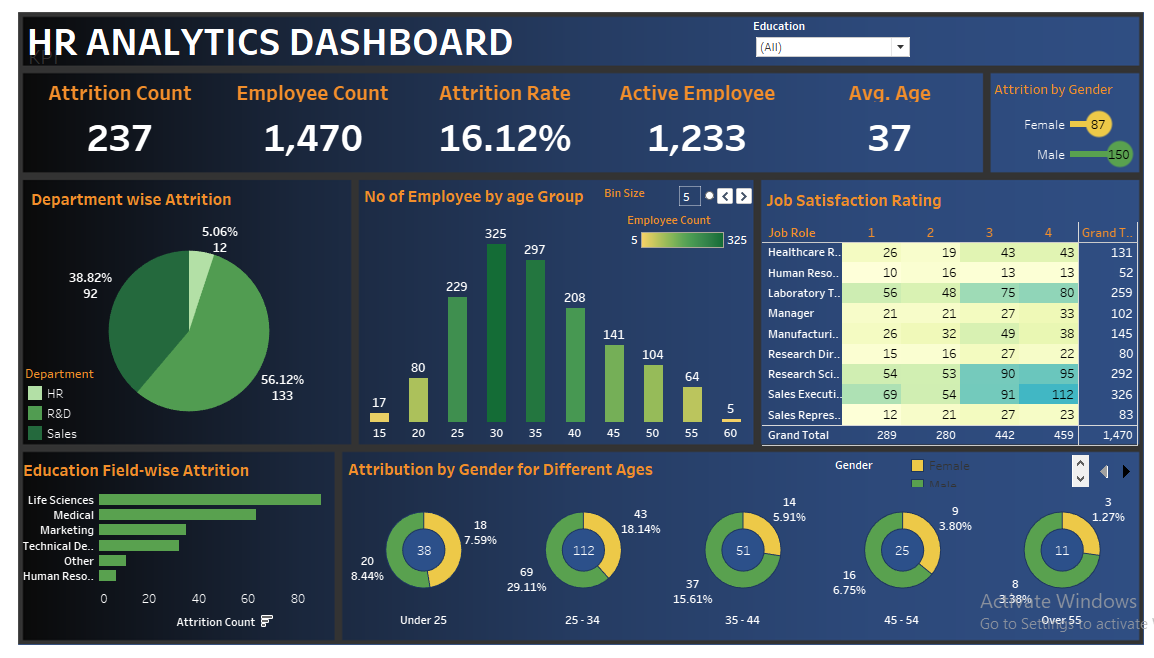 HR ANALYTICS DASHBOARD
KPI
Education
(All)
Attrition Count
237
Employee Count
1,470
Attrition Rate
16.12%
Active Employee
1,233
Avg. Age
37
Attrition by Gender
Female 87
Male 150
Department wise Attrition
5.06%
12
38.82%
92
56.12%
133
Department
HR
R&D
Sales
No of Employee by age Group
Bin Size
5
Employee Count
5 325
17 80 229 325 297 208 141 104 64 5
15 20 25 30 35 40 45 50 55 60
Job Satisfaction Rating
Job Role 1 2 3 4 Grand T..
Healthcare R.. 26 19 43 43 131
Human Reso.. 10 16 13 13 52
Laboratory T.. 56 48 75 80 259
Manager 21 21 27 33 102
Manufacturi.. 26 32 49 38 145
Research Dir.. 15 16 27 22 80
Research Sci.. 54 53 90 95 292
Sales Executi.. 69 54 91 112 326
Sales Repres.. 12 21 27 23 83
Grand Total 289 280 442 459 1,470
Education Field-wise Attrition
Life Sciences
Medical
Marketing
Technical De..
Other
Human Reso..
0 20 40 60 80
Attrition Count
Attribution by Gender for Different Ages
Gender
Female
Male
18
7.59%
38
20
8.44%
Under 25
43
18.14%
112
69
29.11%
25 - 34
14
5.91%
51
37
15.61%
35 - 44
9
3.80%
25
16
6.75%
45 - 54
3
1.27%
11
8
3.38%
Over 55
Activate Windows
Go to Settings to activate